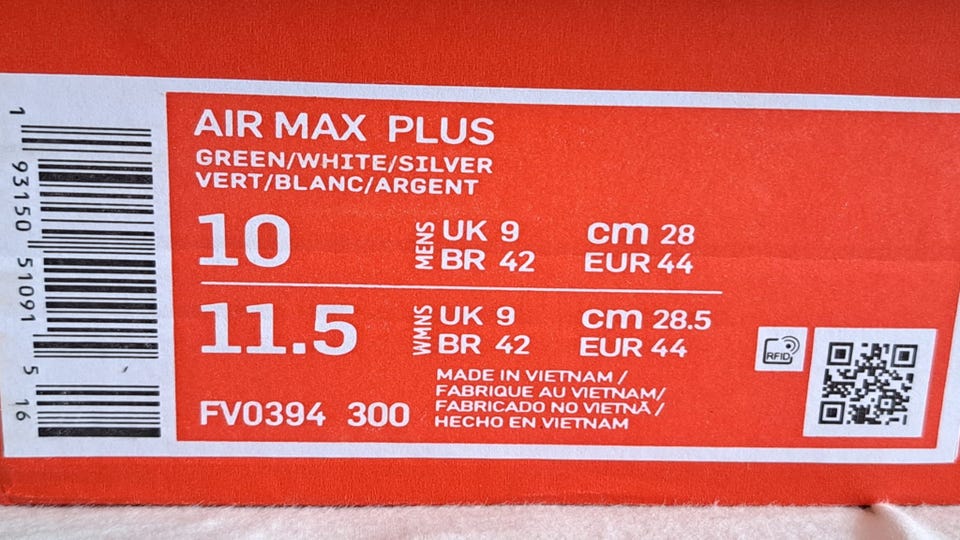 AIR MAX PLUS
GREEN/WHITE/SILVER
VERT/BLANC/ARGENT
10 MENS UK 9 cm 28
BR 42 EUR 44
11.5 WMNS UK 9 cm 28.5
BR 42 EUR 44
MADE IN VIETNAM /
FABRIQUE AU VIETNAM/
FABRICADO NO VIETNÃ /
HECHO EN VIETNAM
FV0394 300
RFID
1 93150 51091 5 16